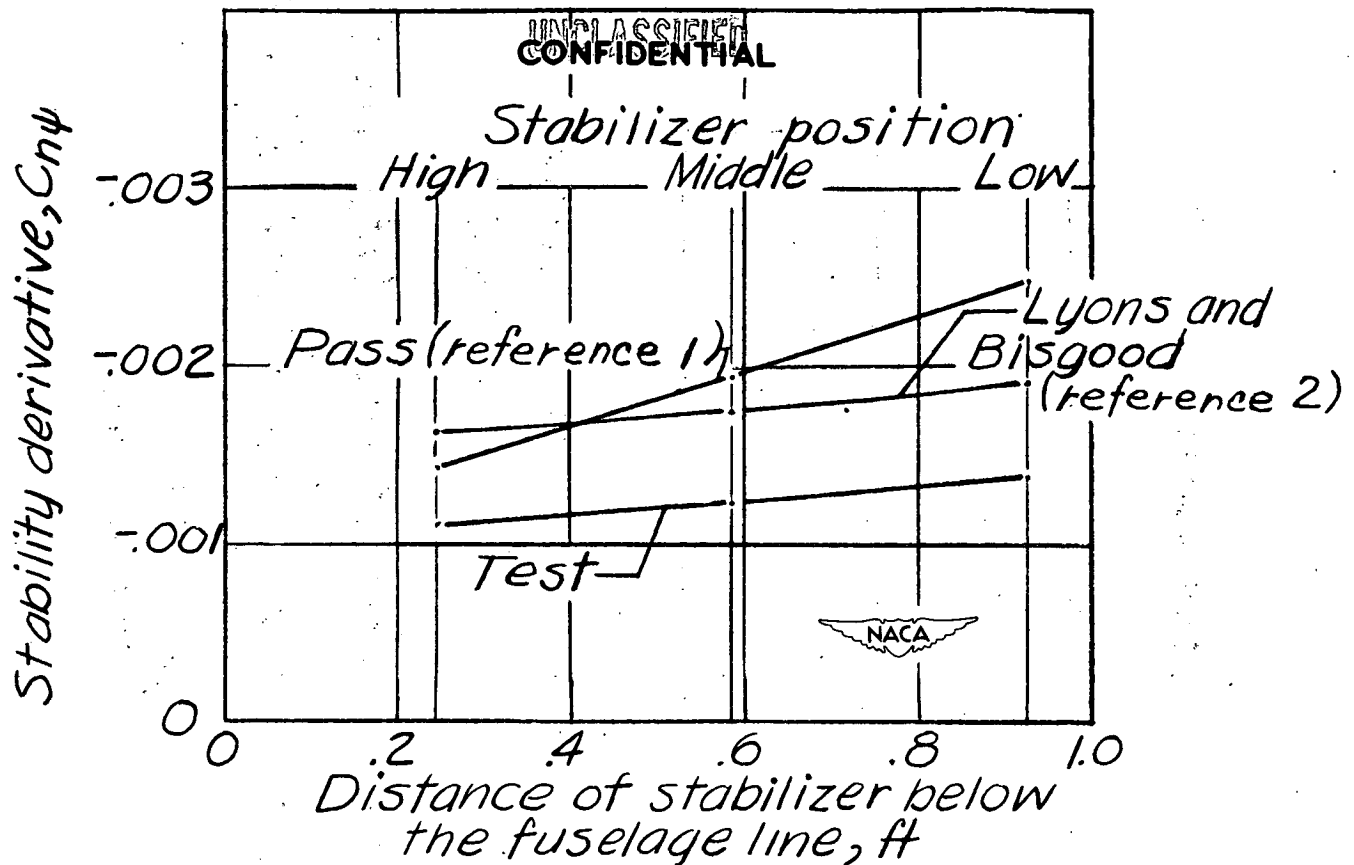 UNCLASSIFIED
CONFIDENTIAL
Stabilizer position
High Middle Low
Stability derivative, Cnψ
-.003
-.002
-.001
0
Pass (reference 1)
Lyons and
Bisgood
(reference 2)
Test
NACA
0 .2 .4 .6 .8 1.0
Distance of stabilizer below
the fuselage line, ft